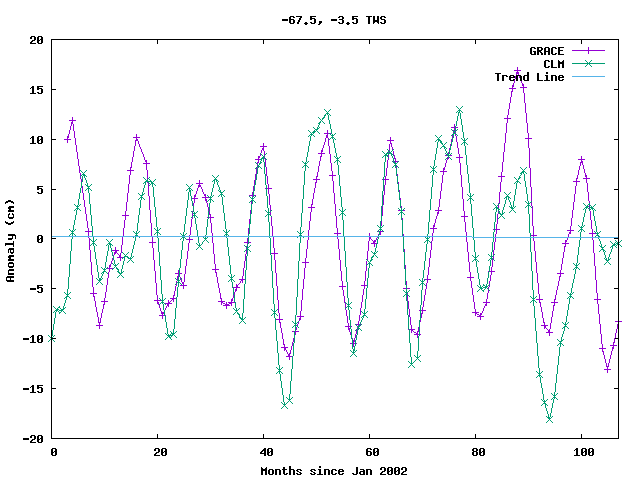 -67.5, -3.5 TWS
20
15
10
5
0
-5
-10
-15
-20
Anomaly (cm)
GRACE
CLM
Trend Line
0 20 40 60 80 100
Months since Jan 2002